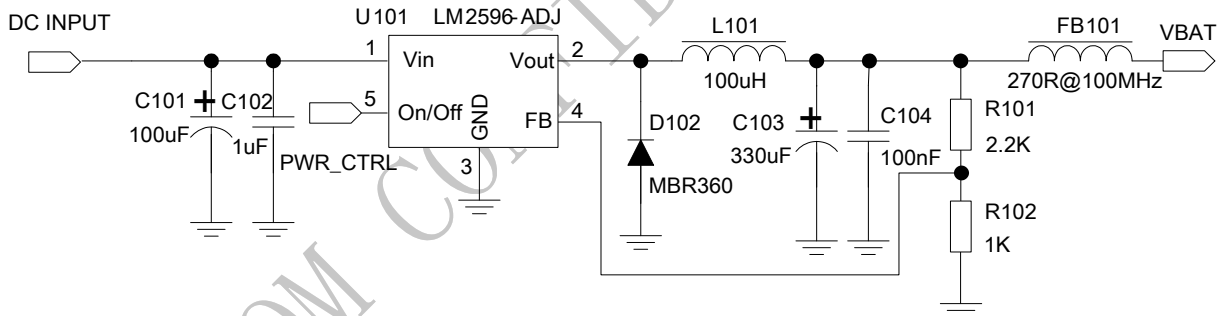 DC INPUT
U101 LM2596-ADJ
L101
FB101
VBAT
1
Vin
Vout
2
100uH
270R@100MHz
C101
C102
100uF
1uF
5
On/Off
GND
FB
4
PWR_CTRL
3
D102
MBR360
C103
330uF
C104
100nF
R101
2.2K
R102
1K